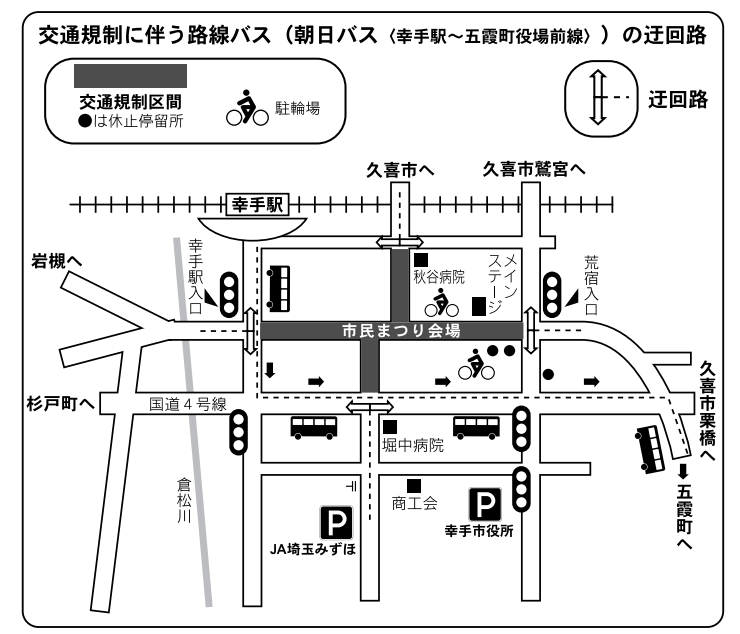 交通規制に伴う路線バス（朝日バス〈幸手駅～五霞町役場前線〉）の迂回路
交通規制区間
●は休止停留所
駐輪場
迂回路
久喜市へ
久喜市鷲宮へ
幸手駅
岩槻へ
幸手駅入口
秋谷病院
メインステージ
荒宿入口
市民まつり会場
杉戸町へ
国道4号線
久喜市栗橋へ
堀中病院
倉松川
〒
商工会
P
P
幸手市役所
JA埼玉みずほ
五霞町へ